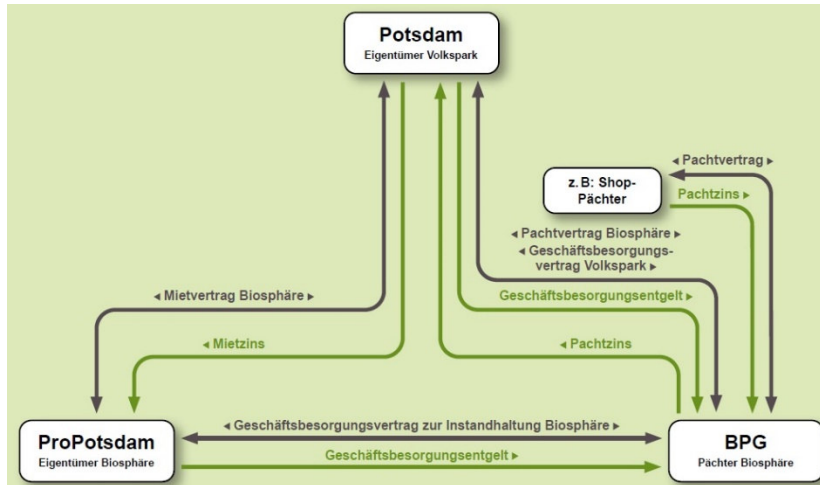 Potsdam
Eigentümer Volkspark
◄ Pachtvertrag ►
z. B: Shop-
Pächter
Pachtzins ►
◄ Pachtvertrag Biosphäre ►
◄ Geschäftsbesorgungs-
vertrag Volkspark ►
◄ Mietvertrag Biosphäre ►
Geschäftsbesorgungsentgelt ►
◄ Mietzins
◄ Pachtzins
ProPotsdam
Eigentümer Biosphäre
◄ Geschäftsbesorgungsvertrag zur Instandhaltung Biosphäre ►
Geschäftsbesorgungsentgelt ►
BPG
Pächter Biosphäre